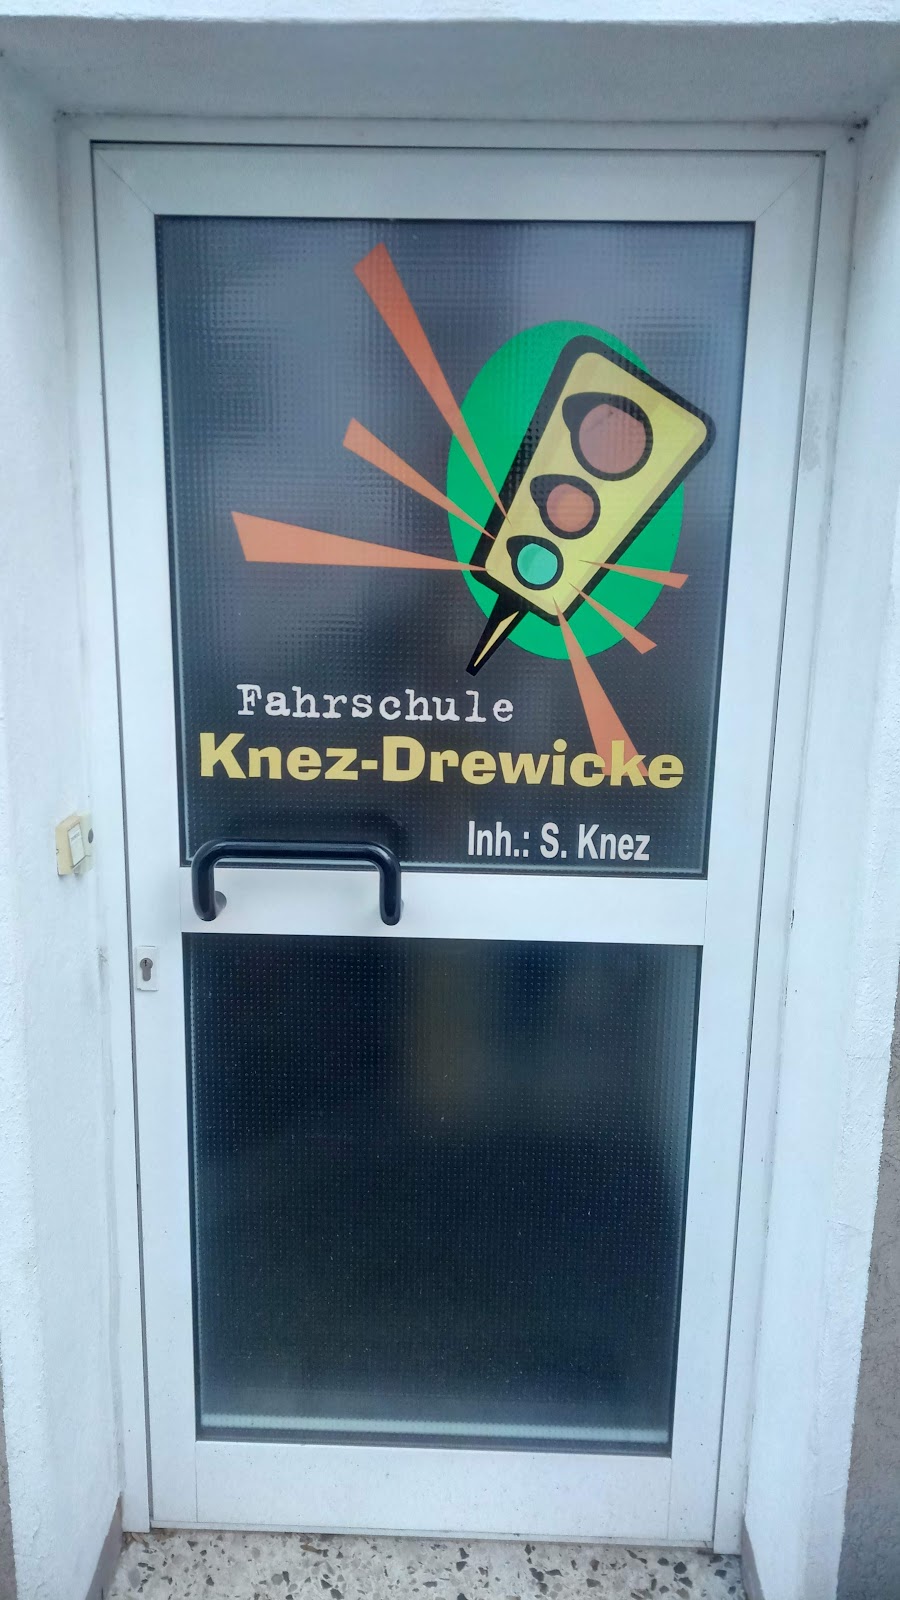 Fahrschule
Knez-Drewicke
Inh.: S. Knez